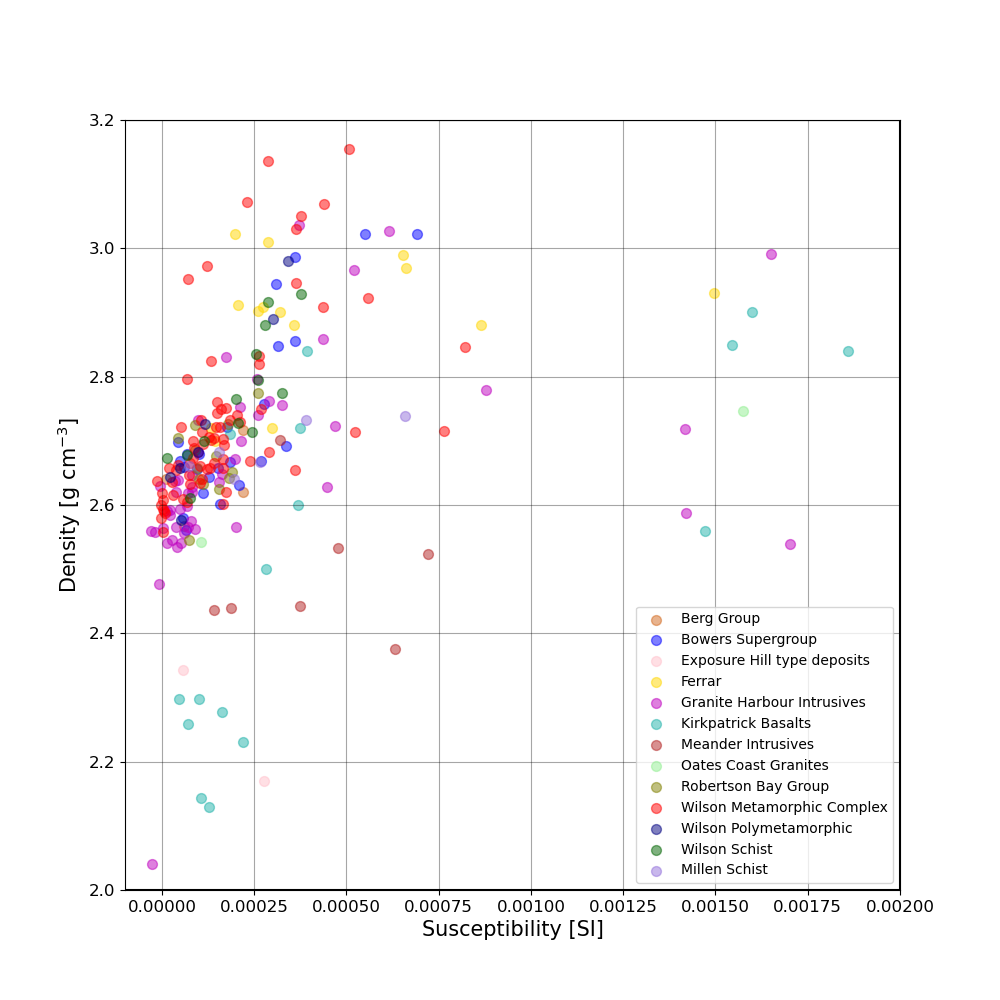 3.2
3.0
2.8
2.6
2.4
2.2
2.0
Density [g cm⁻³]
0.00000 0.00025 0.00050 0.00075 0.00100 0.00125 0.00150 0.00175 0.00200
Susceptibility [SI]
Berg Group
Bowers Supergroup
Exposure Hill type deposits
Ferrar
Granite Harbour Intrusives
Kirkpatrick Basalts
Meander Intrusives
Oates Coast Granites
Robertson Bay Group
Wilson Metamorphic Complex
Wilson Polymetamorphic
Wilson Schist
Millen Schist